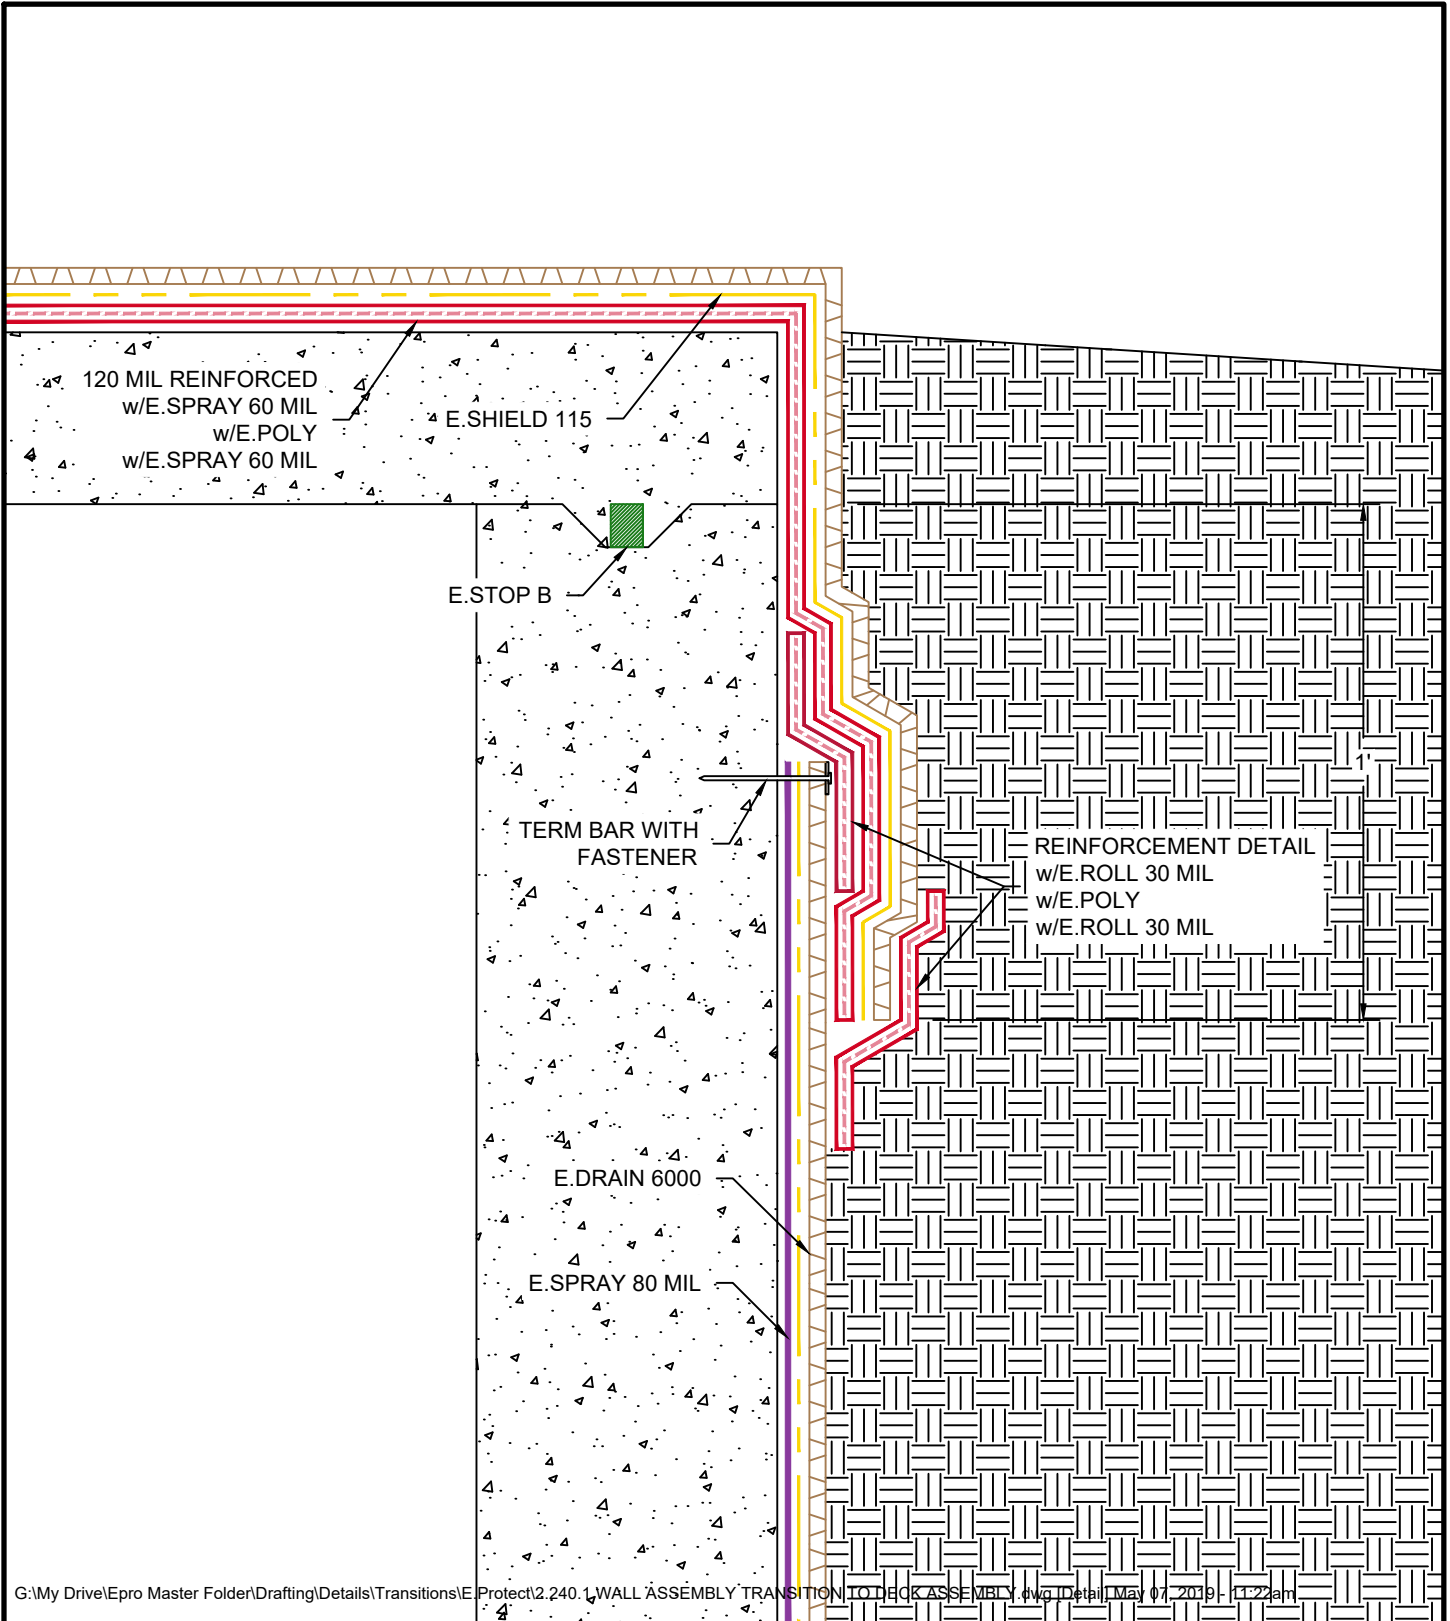 120 MIL REINFORCED
w/E.SPRAY 60 MIL
w/E.POLY
w/E.SPRAY 60 MIL
E.SHIELD 115
E.STOP B
1'
TERM BAR WITH
FASTENER
REINFORCEMENT DETAIL
w/E.ROLL 30 MIL
w/E.POLY
w/E.ROLL 30 MIL
E.DRAIN 6000
E.SPRAY 80 MIL
G:\My Drive\Epro Master Folder\Drafting\Details\Transitions\E.Protect\2.240.1 WALL ASSEMBLY TRANSITION TO DECK ASSEMBLY.dwg [Detail] May 07, 2019 - 11:22am